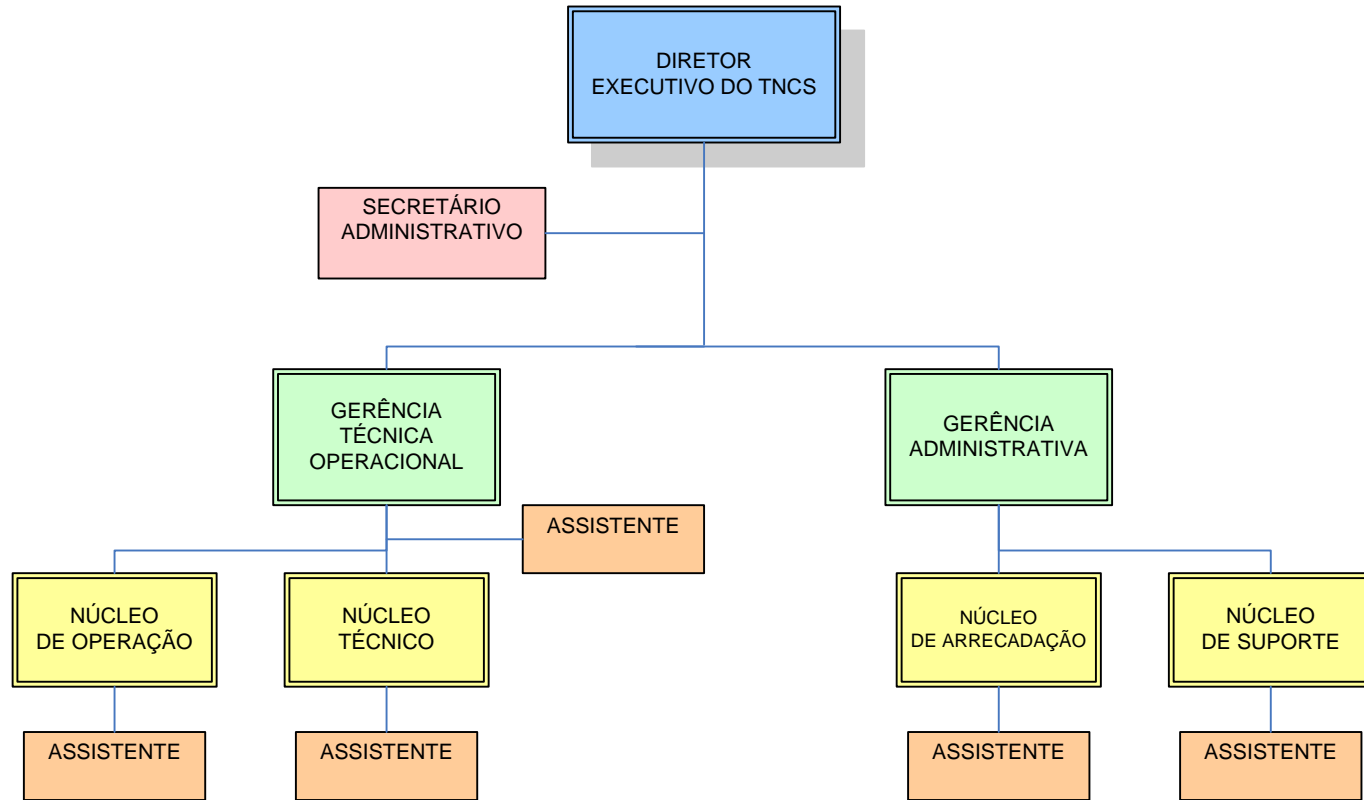 DIRETOR
EXECUTIVO DO TNCS
SECRETÁRIO
ADMINISTRATIVO
GERÊNCIA
TÉCNICA
OPERACIONAL
GERÊNCIA
ADMINISTRATIVA
ASSISTENTE
NÚCLEO
DE OPERAÇÃO
NÚCLEO
TÉCNICO
NÚCLEO
DE ARRECADAÇÃO
NÚCLEO
DE SUPORTE
ASSISTENTE
ASSISTENTE
ASSISTENTE
ASSISTENTE